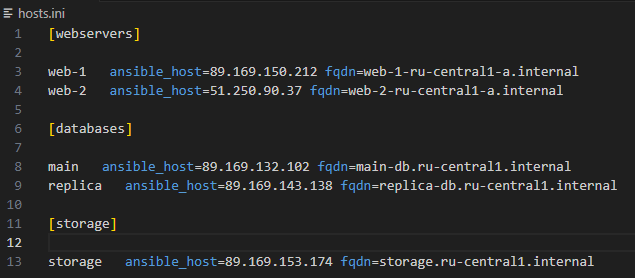 hosts.ini
1 [webservers]
2
3 web-1 ansible_host=89.169.150.212 fqdn=web-1-ru-central1-a.internal
4 web-2 ansible_host=51.250.90.37 fqdn=web-2-ru-central1-a.internal
5
6 [databases]
7
8 main ansible_host=89.169.132.102 fqdn=main-db.ru-central1.internal
9 replica ansible_host=89.169.143.138 fqdn=replica-db.ru-central1.internal
10
11 [storage]
12
13 storage ansible_host=89.169.153.174 fqdn=storage.ru-central1.internal